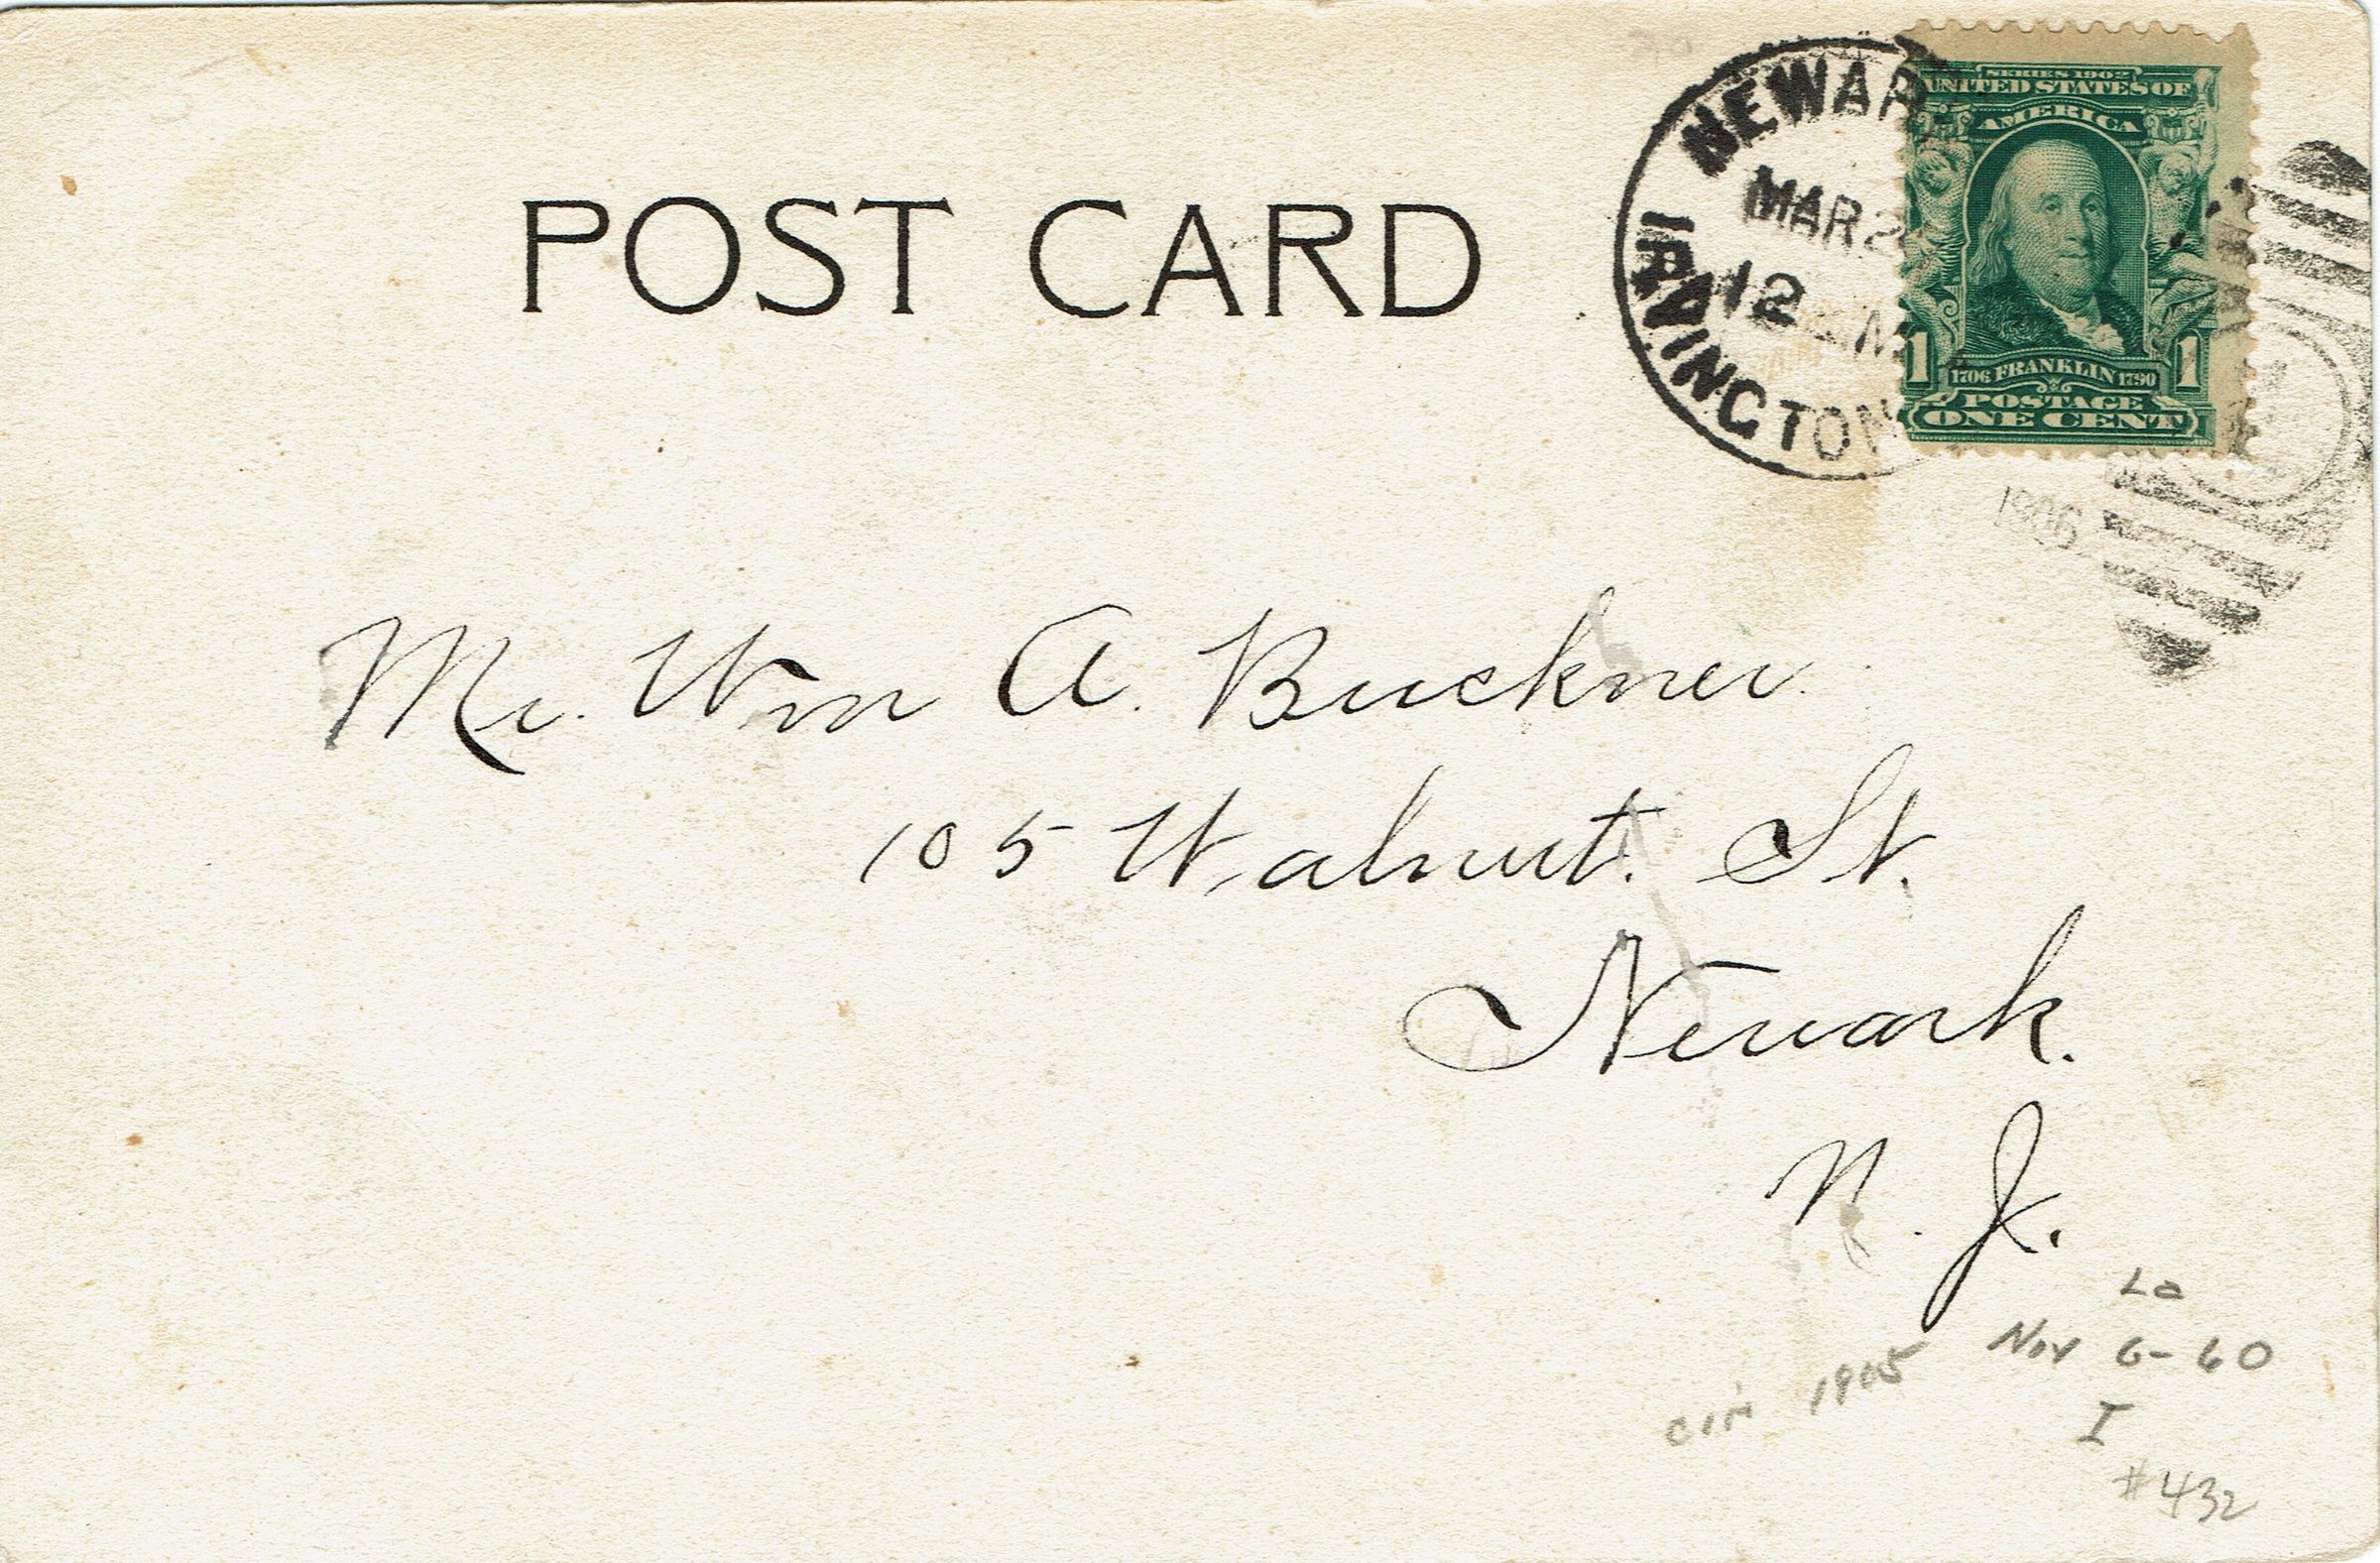 POST CARD
NEWAR
MAR 2
12 M
IRVINGTON
SERIES 1902
UNITED STATES OF
AMERICA
1 1706 FRANKLIN 1790 1
POSTAGE
ONE CENT
1906
Mr. Wm A. Buckner.
105 Walnut. St.
Newark.
N. J.
La
Nov 6-60
cir 1905
I
#432